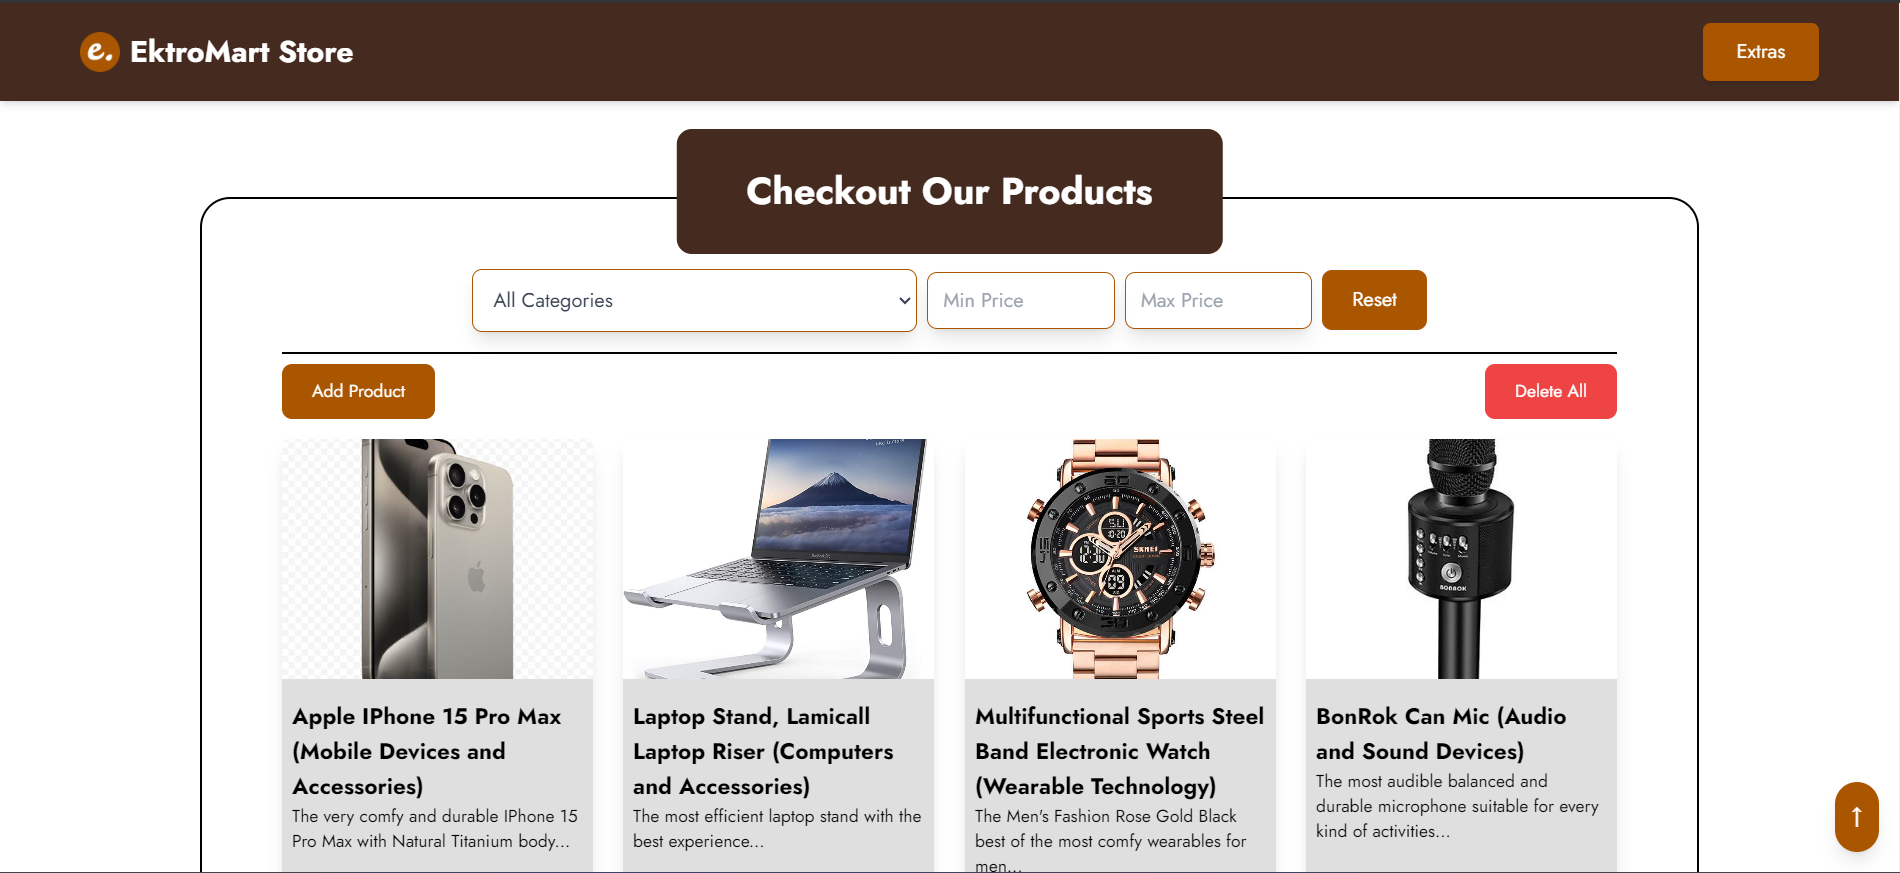 e. EktroMart Store
Extras
Checkout Our Products
All Categories
Min Price
Max Price
Reset
Add Product
Delete All
SKMEI
BONROK
Apple IPhone 15 Pro Max
(Mobile Devices and
Accessories)
The very comfy and durable IPhone 15
Pro Max with Natural Titanium body...
Laptop Stand, Lamicall
Laptop Riser (Computers
and Accessories)
The most efficient laptop stand with the
best experience...
Multifunctional Sports Steel
Band Electronic Watch
(Wearable Technology)
The Men's Fashion Rose Gold Black
best of the most comfy wearables for
men...
BonRok Can Mic (Audio
and Sound Devices)
The most audible balanced and
durable microphone suitable for every
kind of activities...
↑